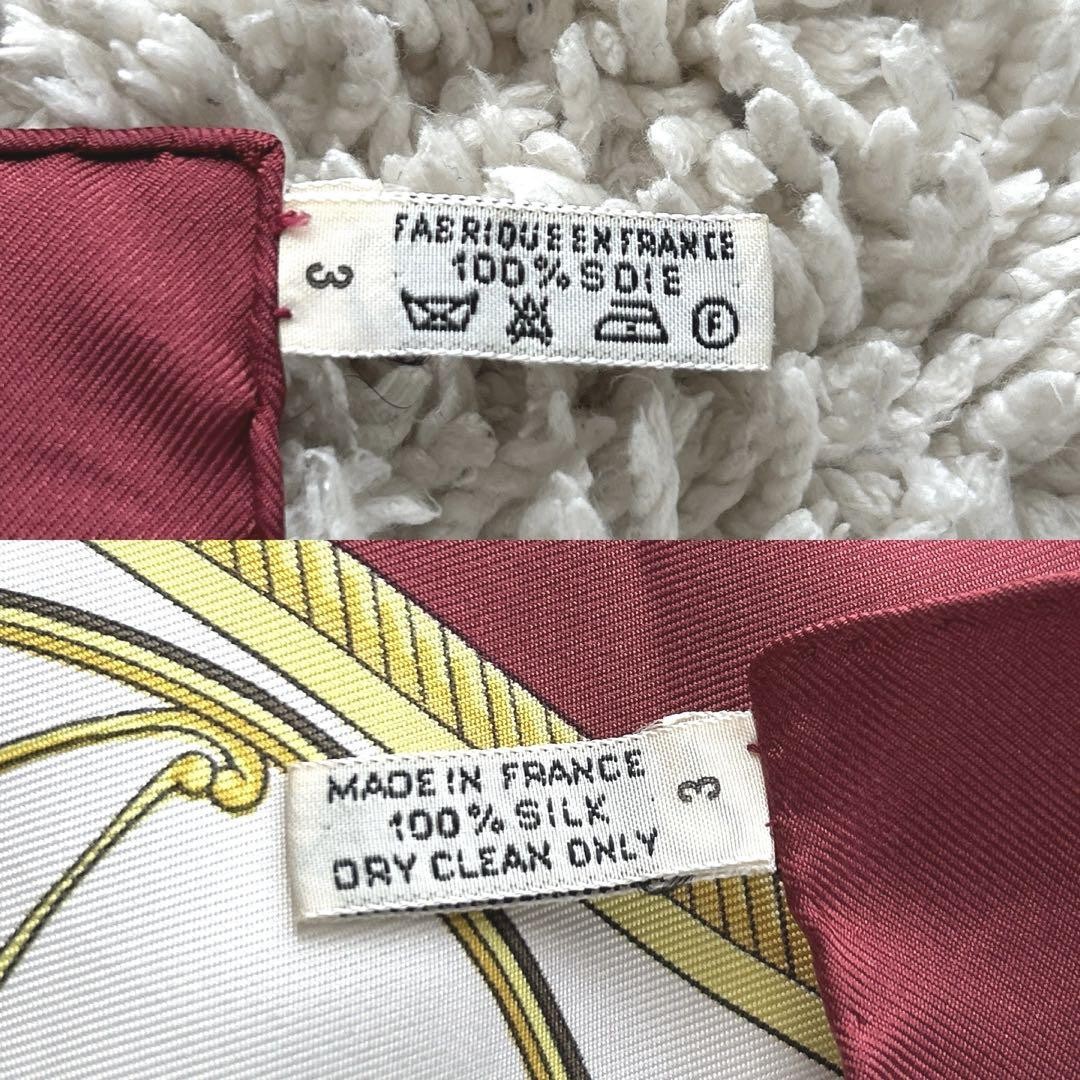 FABRIQUE EN FRANCE
100% SOIE
3
F
MADE IN FRANCE
100% SILK
DRY CLEAN ONLY
3